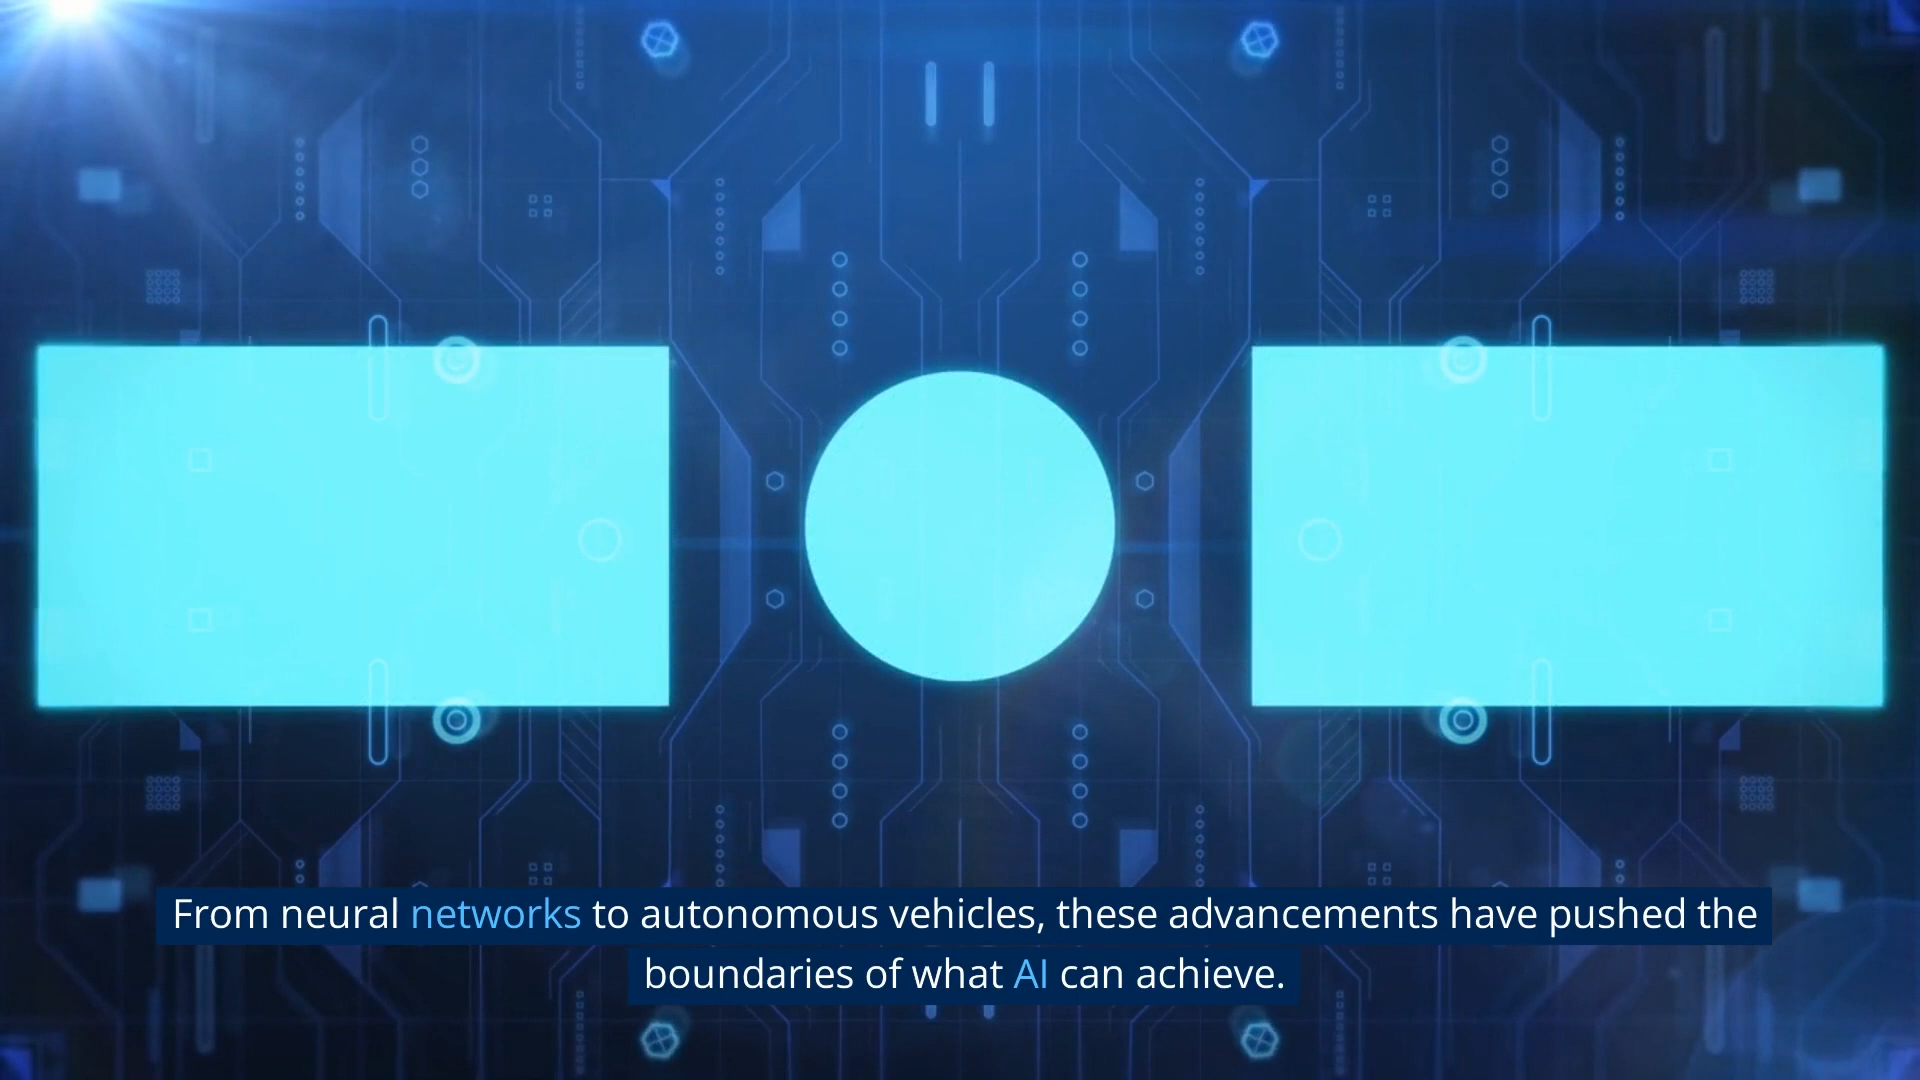 From neural networks to autonomous vehicles, these advancements have pushed the
boundaries of what AI can achieve.